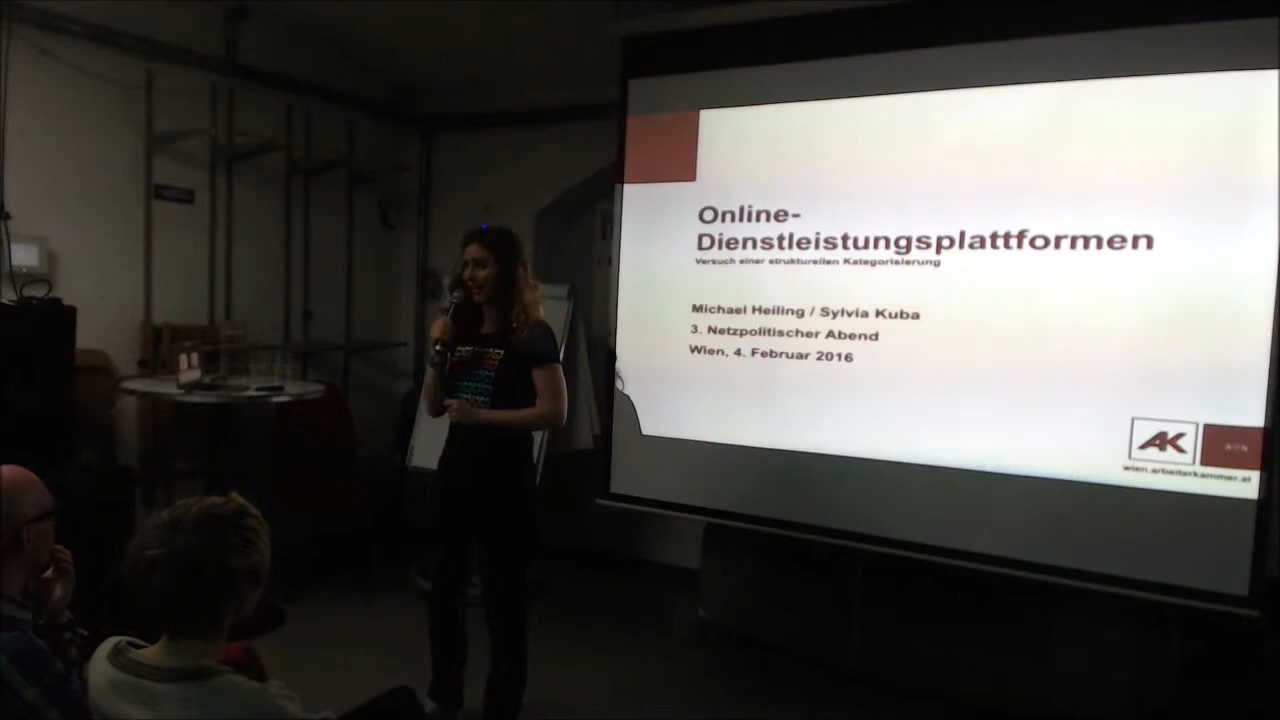 Online-
Dienstleistungsplattformen
Versuch einer strukturellen Kategorisierung
Michael Heiling / Sylvia Kuba
3. Netzpolitischer Abend
Wien, 4. Februar 2016
AK
WIEN
wien.arbeiterkammer.at